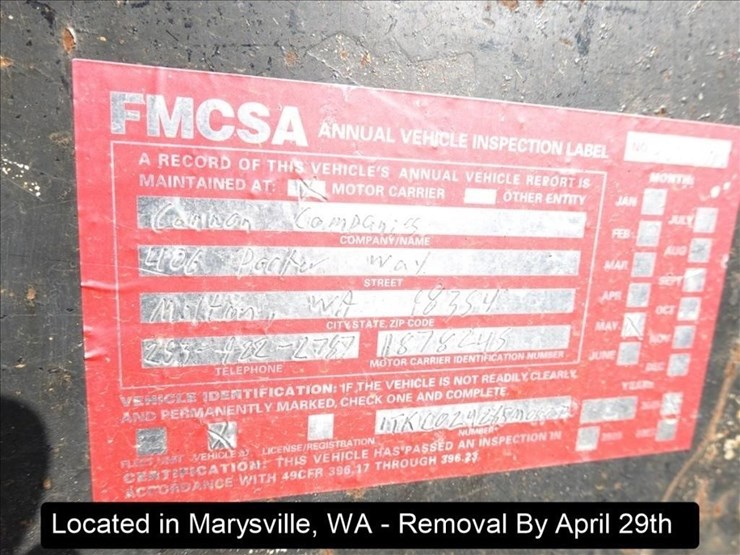 FMCSA ANNUAL VEHICLE INSPECTION LABEL
A RECORD OF THIS VEHICLE'S ANNUAL VEHICLE REPORT IS
MAINTAINED AT: X MOTOR CARRIER OTHER ENTITY
Cannon Companies
COMPANY/NAME
406 Porter Way
STREET
Milton, WA 98354
CITY, STATE, ZIP CODE
253-402-2787
TELEPHONE
MOTOR CARRIER IDENTIFICATION NUMBER
VEHICLE IDENTIFICATION: IF THE VEHICLE IS NOT READILY, CLEARLY,
AND PERMANENTLY MARKED, CHECK ONE AND COMPLETE
X
NUMBER
VEHICLE ID LICENSE/REGISTRATION
CERTIFICATION: THIS VEHICLE HAS PASSED AN INSPECTION IN
ACCORDANCE WITH 49CFR 396.17 THROUGH 396.23.
MONTH:
JAN
JULY
FEB
AUG
MAR
SEPT
APR
OCT
MAY X
NOV
JUNE
DEC
YEAR:
Located in Marysville, WA - Removal By April 29th